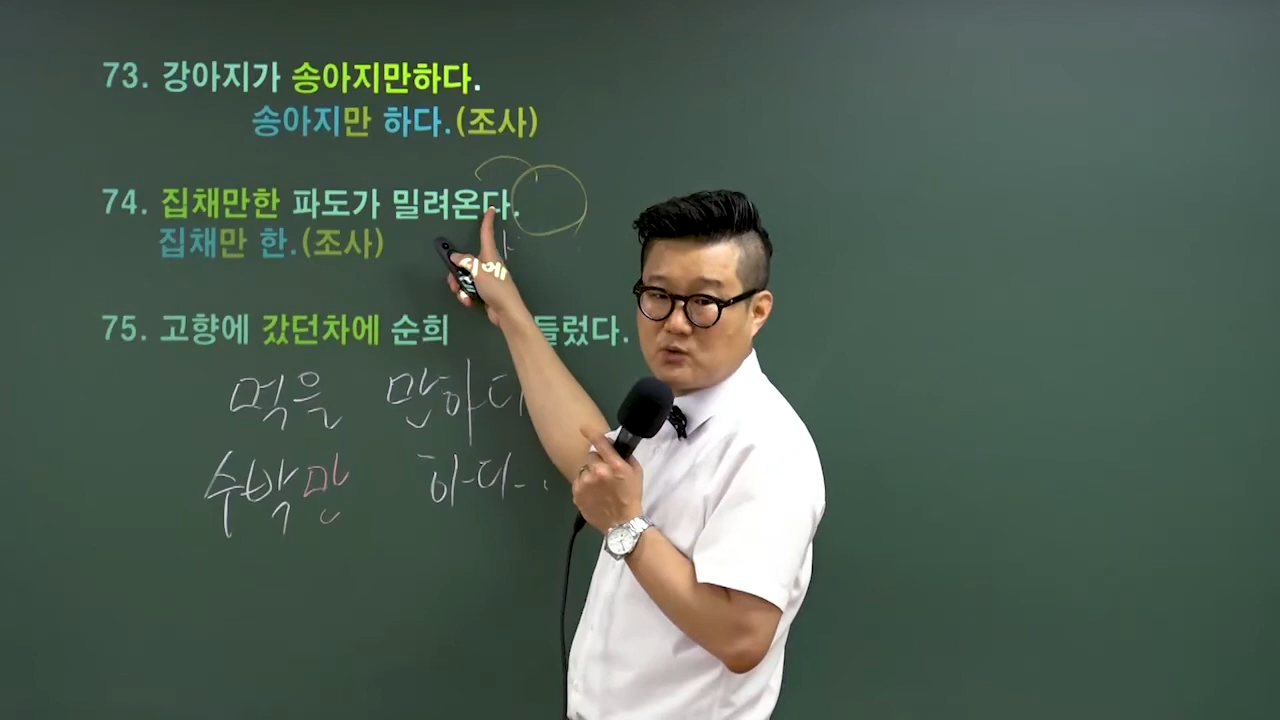 73. 강아지가 송아지만하다.
송아지만 하다.(조사)
74. 집채만한 파도가 밀려온다.
집채만 한.(조사)
75. 고향에 갔던차에 순희 들렀다.
먹을 만하다
수박만 하다.